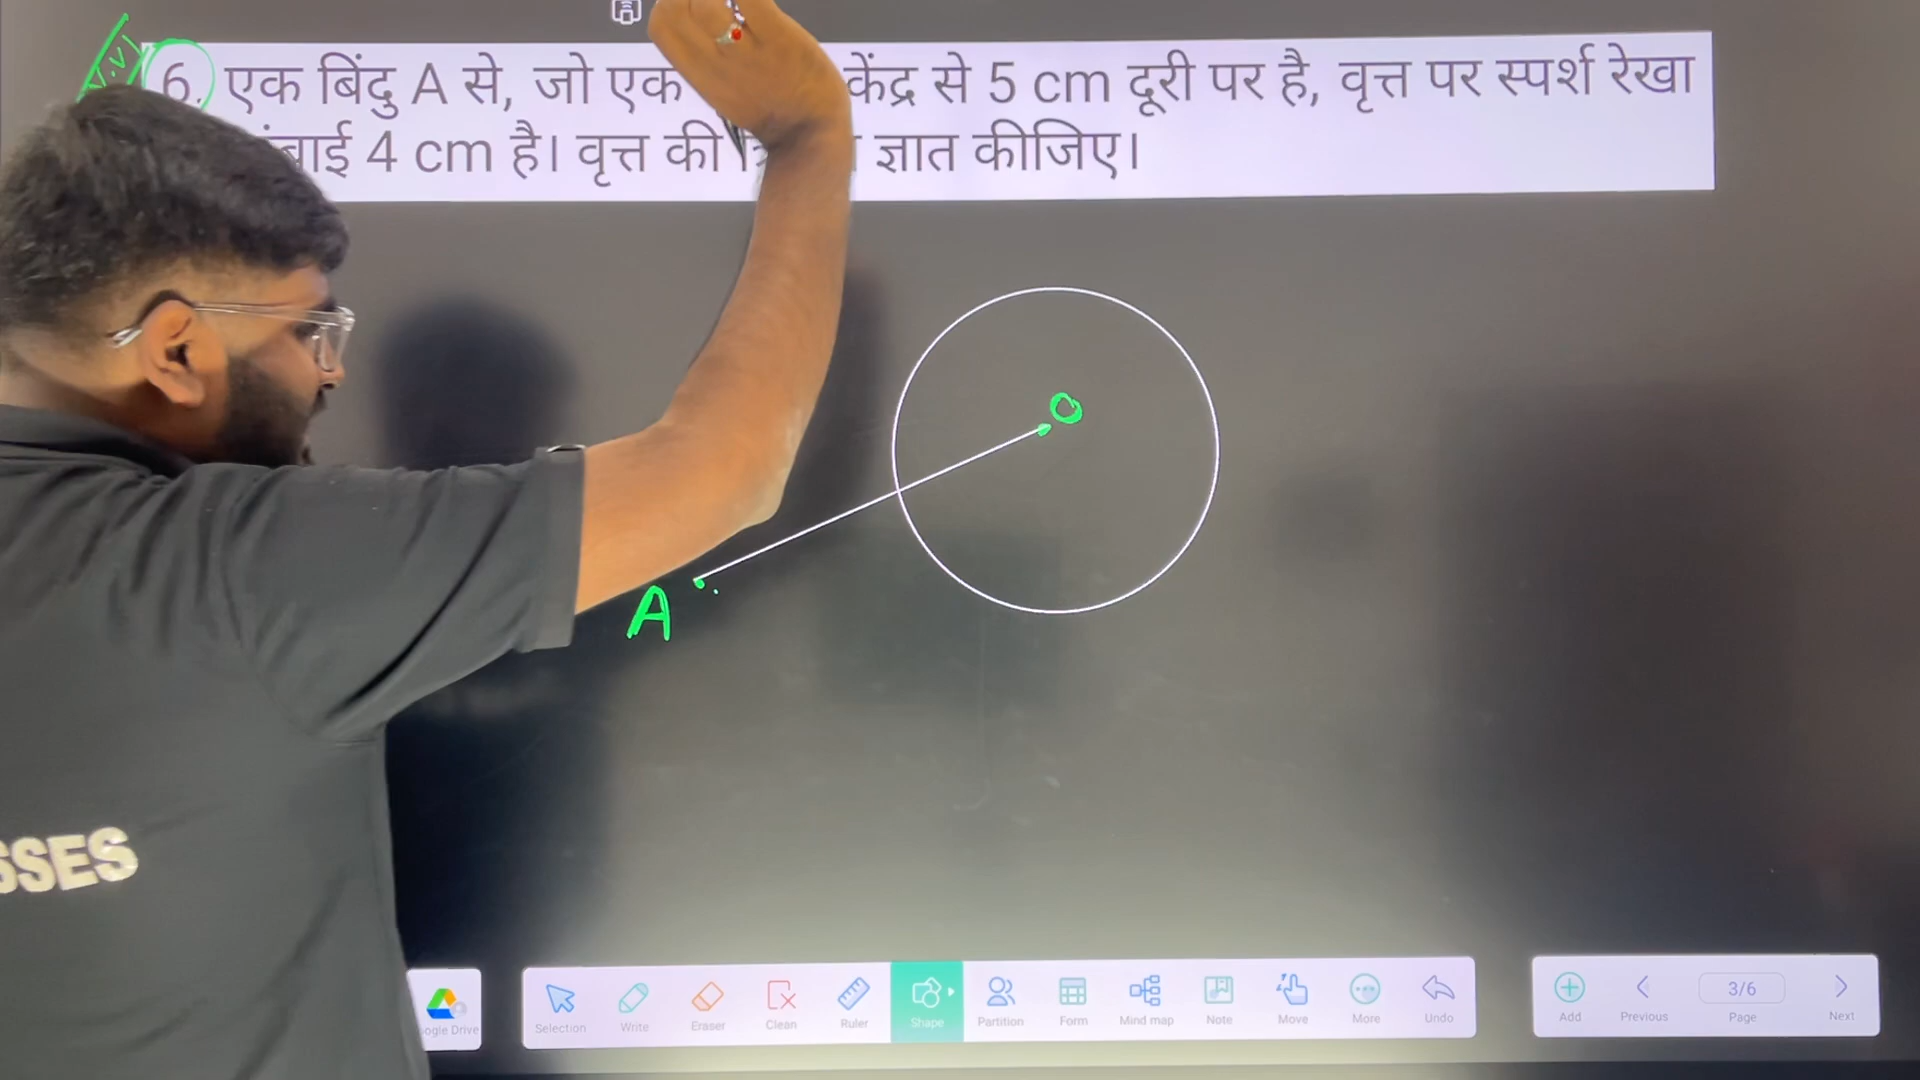 6. एक बिंदु A से, जो एक केंद्र से 5 cm दूरी पर है, वृत्त पर स्पर्श रेखा
4 cm है। वृत्त की ज्ञात कीजिए।
O
A
SSES
Selection
Write
Eraser
Clean
Ruler
Shape
Partition
Form
Mind map
Note
Move
More
Undo
Add
Previous
3/6
Page
Next